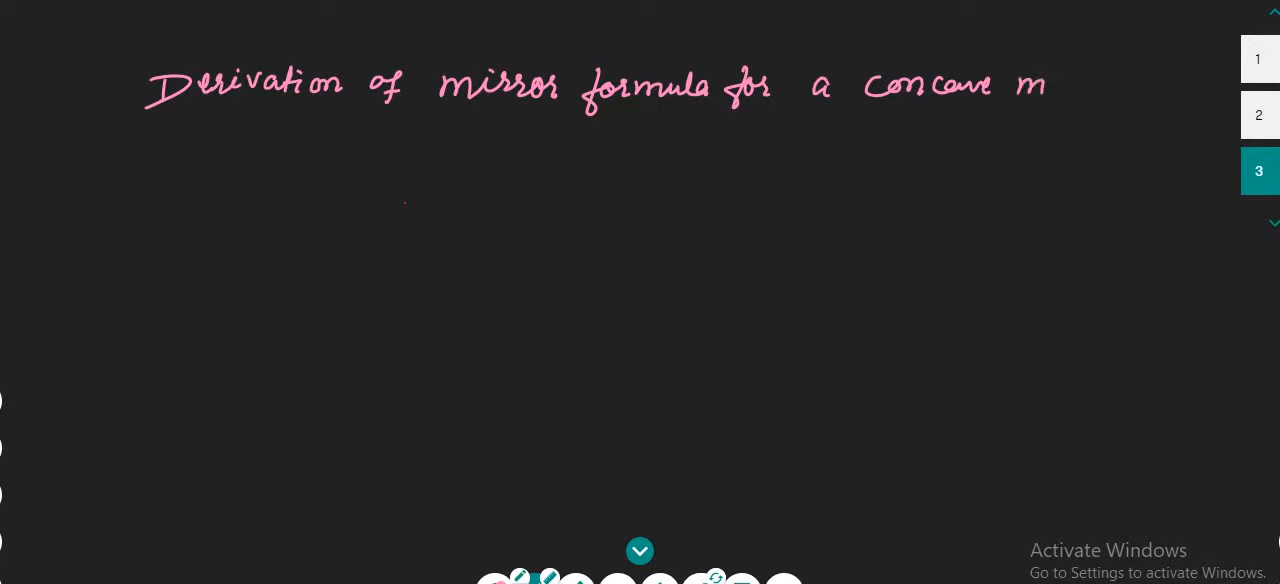 Derivation of mirror formula for a concave m
1
2
3
Activate Windows
Go to Settings to activate Windows.